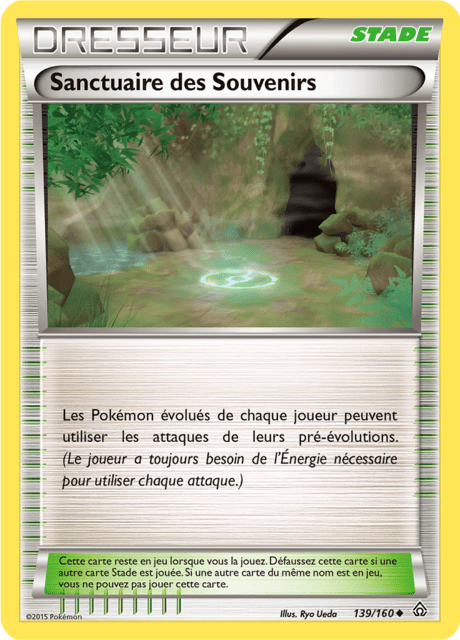 DRESSEUR
STADE
Sanctuaire des Souvenirs
Les Pokémon évolués de chaque joueur peuvent
utiliser les attaques de leurs pré-évolutions.
(Le joueur a toujours besoin de l'Énergie nécessaire
pour utiliser chaque attaque.)
Cette carte reste en jeu lorsque vous la jouez. Défaussez cette carte si une
autre carte Stade est jouée. Si une autre carte du même nom est en jeu,
vous ne pouvez pas jouer cette carte.
©2015 Pokémon
Illus. Ryo Ueda
139/160